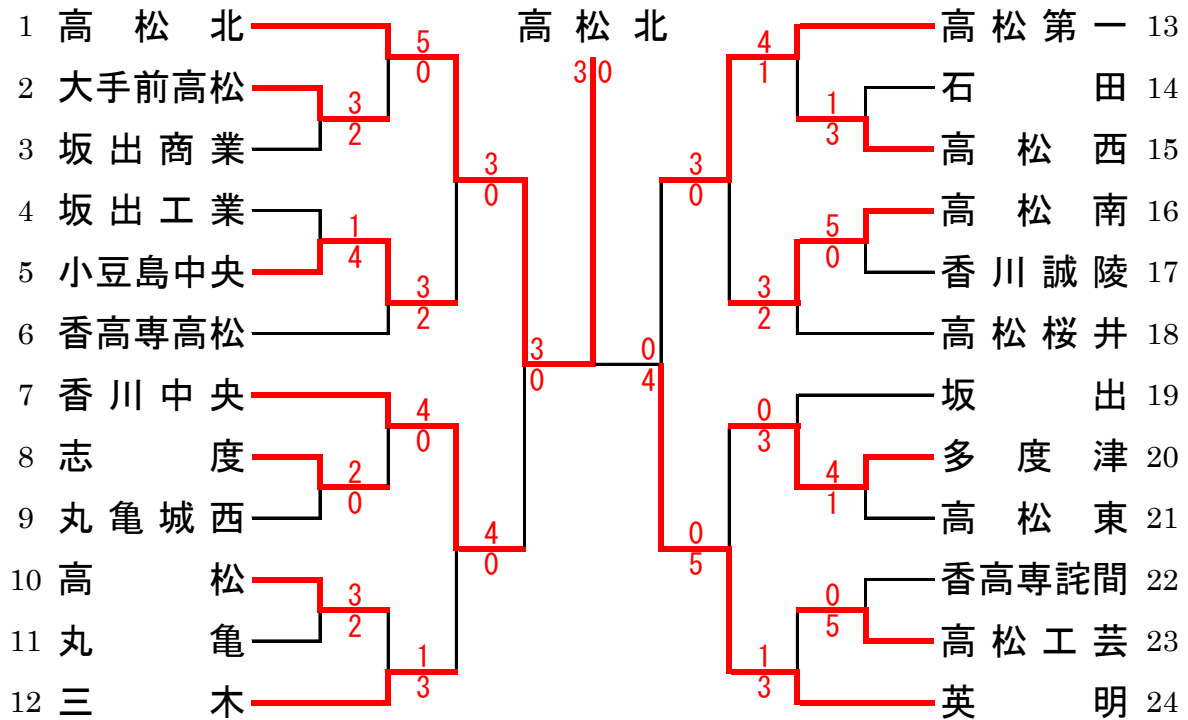 高松北
3 0
1 高松北
2 大手前高松
3 坂出商業
4 坂出工業
5 小豆島中央
6 香高専高松
7 香川中央
8 志度
9 丸亀城西
10 高松
11 丸亀
12 三木
5
0
3
2
3
0
1
4
3
2
3
0
4
0
2
0
4
0
3
2
1
3
高松第一 13
石田 14
高松西 15
高松南 16
香川誠陵 17
高松桜井 18
坂出 19
多度津 20
高松東 21
香高専詫間 22
高松工芸 23
英明 24
4
1
1
3
3
0
5
0
3
2
0
4
0
3
4
1
0
5
0
5
1
3